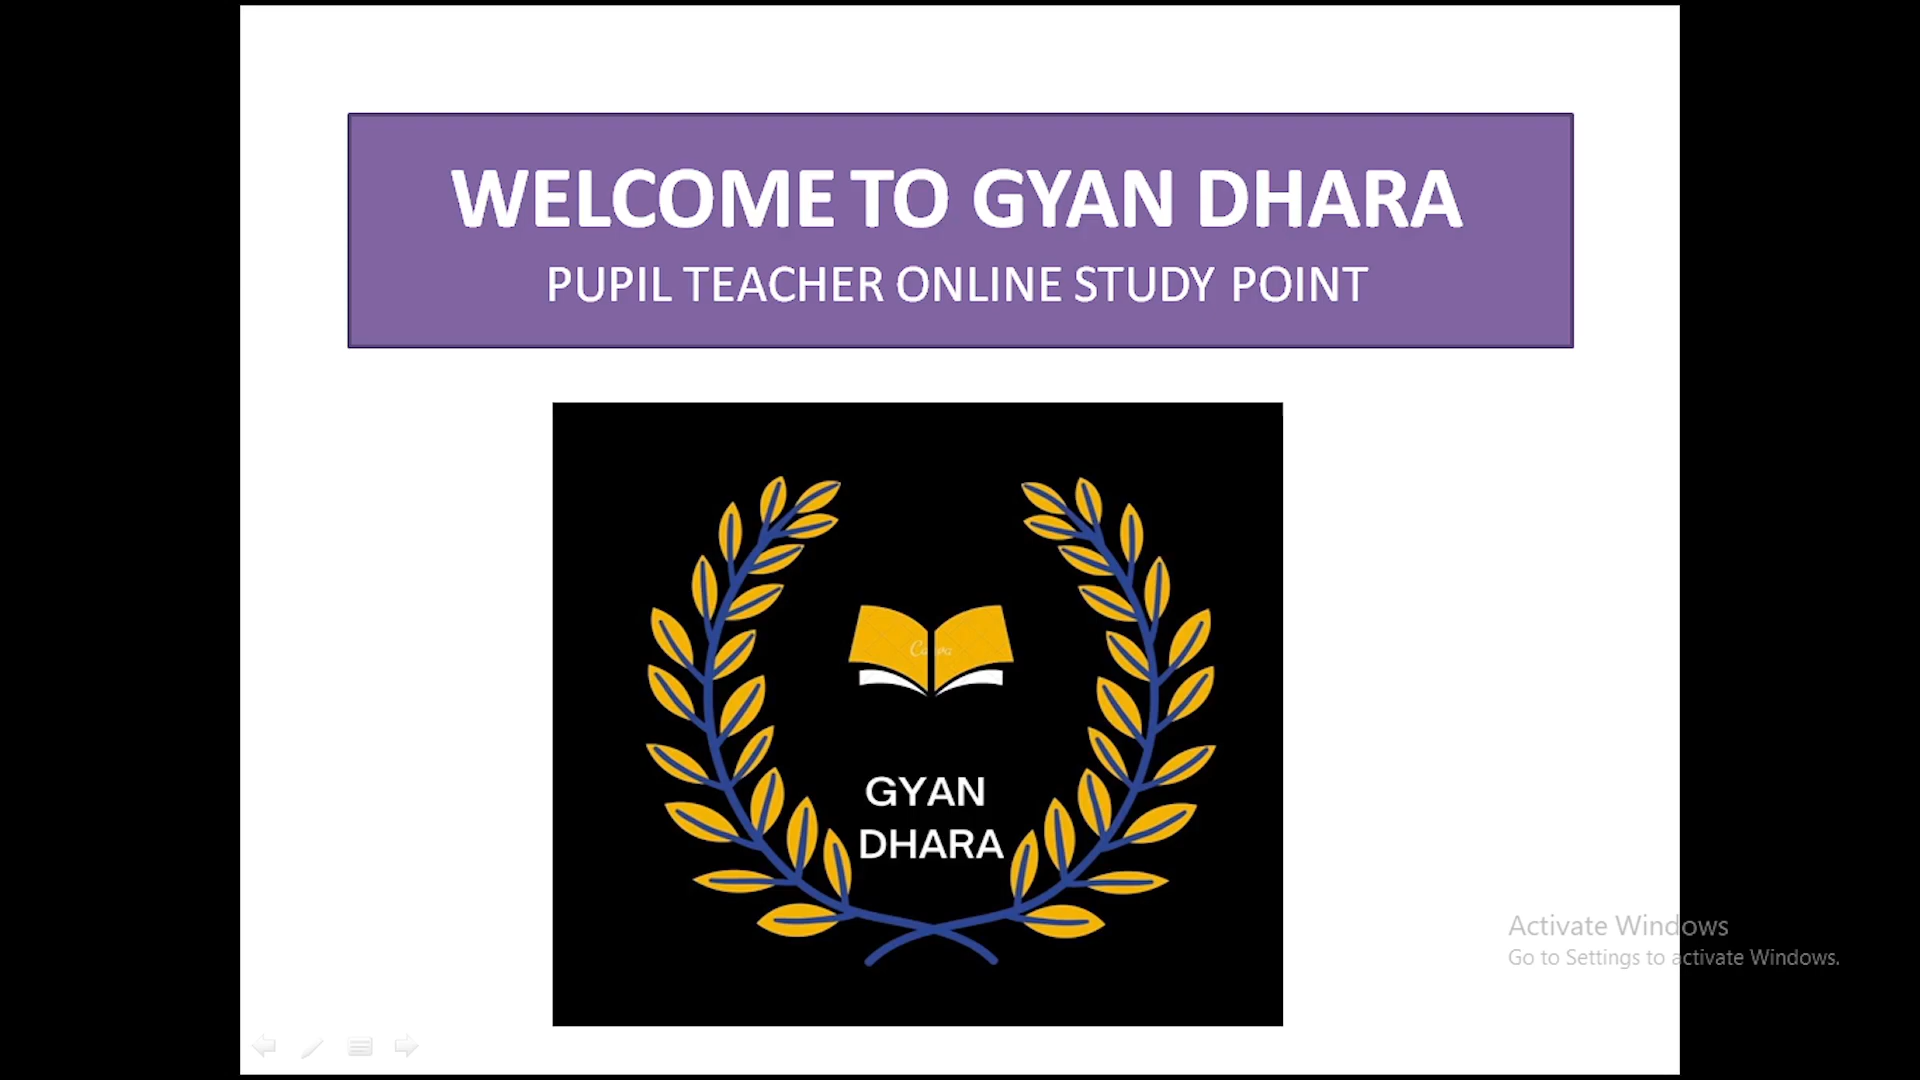 WELCOME TO GYAN DHARA
PUPIL TEACHER ONLINE STUDY POINT
Canva
GYAN
DHARA
Activate Windows
Go to Settings to activate Windows.